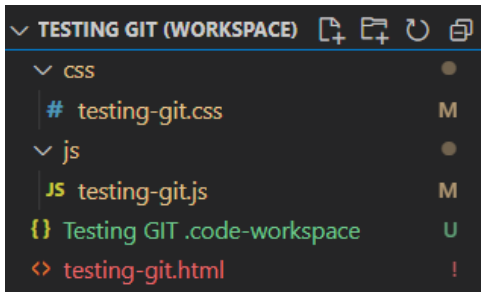 TESTING GIT (WORKSPACE)
css
# testing-git.css M
js
JS testing-git.js M
{} Testing GIT .code-workspace U
<> testing-git.html !